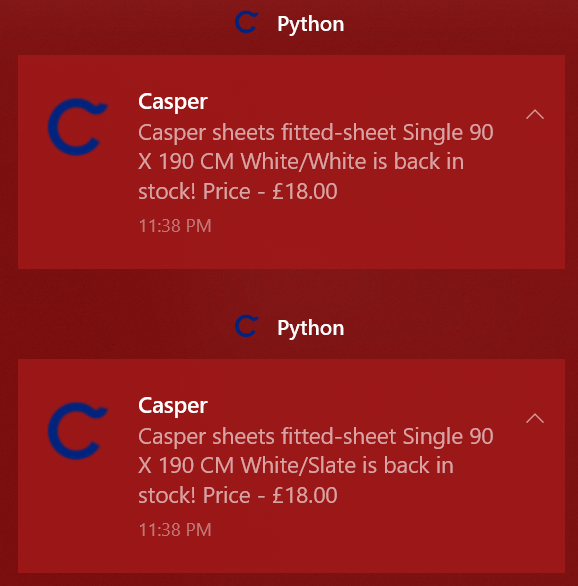 Python
Casper
Casper sheets fitted-sheet Single 90
X 190 CM White/White is back in
stock! Price - £18.00
11:38 PM
Python
Casper
Casper sheets fitted-sheet Single 90
X 190 CM White/Slate is back in
stock! Price - £18.00
11:38 PM